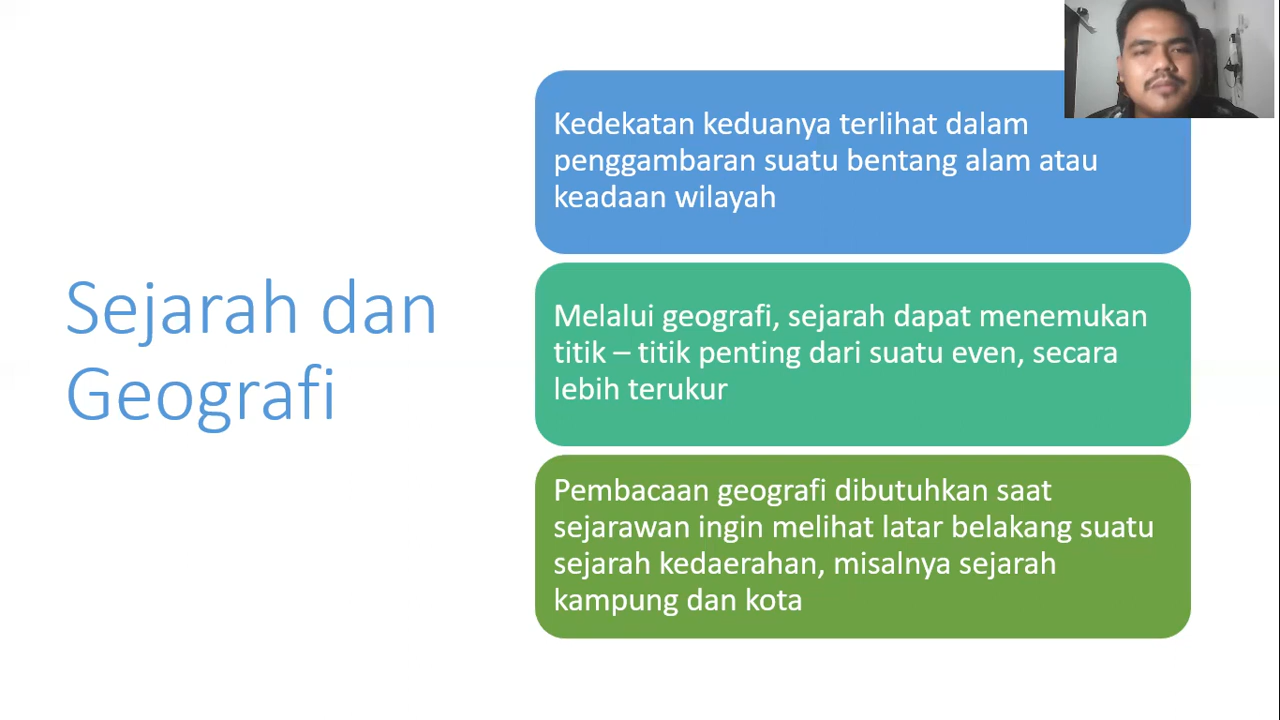 Sejarah dan
Geografi
Kedekatan keduanya terlihat dalam
penggambaran suatu bentang alam atau
keadaan wilayah
Melalui geografi, sejarah dapat menemukan
titik – titik penting dari suatu even, secara
lebih terukur
Pembacaan geografi dibutuhkan saat
sejarawan ingin melihat latar belakang suatu
sejarah kedaerahan, misalnya sejarah
kampung dan kota